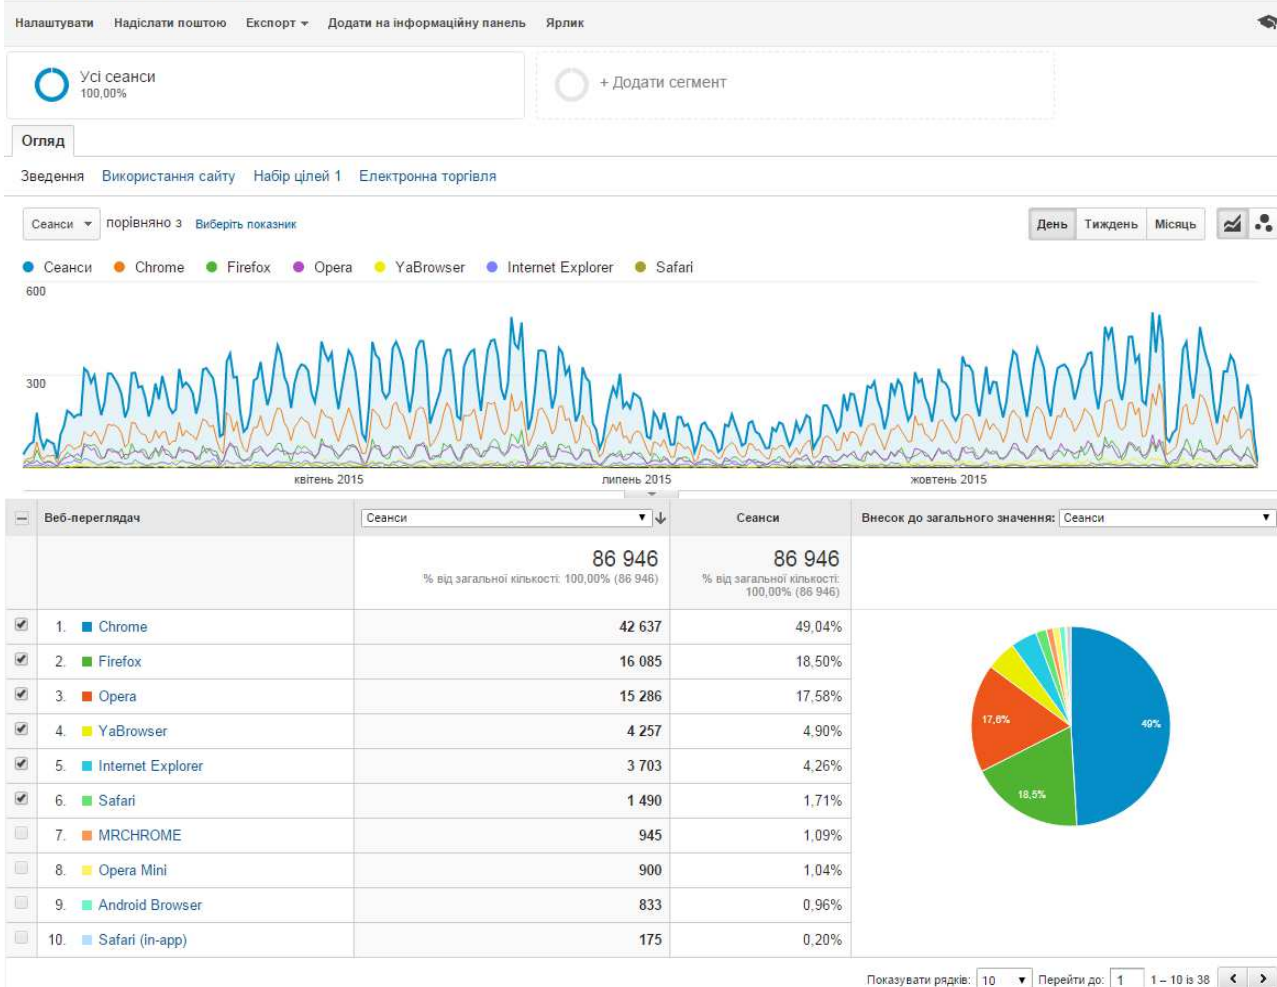 Налаштувати Надіслати поштою Експорт Додати на інформаційну панель Ярлик
Усі сеанси
100,00%
+ Додати сегмент
Огляд
Зведення Використання сайту Набір цілей 1 Електронна торгівля
Сеанси порівняно з Виберіть показник День Тиждень Місяць
Сеанси Chrome Firefox Opera YaBrowser Internet Explorer Safari
600
300
квітень 2015 липень 2015 жовтень 2015
Веб-переглядач Сеанси Сеанси Внесок до загального значення: Сеанси
86 946 86 946
% від загальної кількості: 100,00% (86 946) % від загальної кількості:
100,00% (86 946)
1. Chrome 42 637 49,04%
2. Firefox 16 085 18,50%
3. Opera 15 286 17,58%
4. YaBrowser 4 257 4,90%
5. Internet Explorer 3 703 4,26%
6. Safari 1 490 1,71%
7. MRCHROME 945 1,09%
8. Opera Mini 900 1,04%
9. Android Browser 833 0,96%
10. Safari (in-app) 175 0,20%
17,6%
49%
18,5%
Показувати рядків: 10 Перейти до: 1 1 – 10 із 38